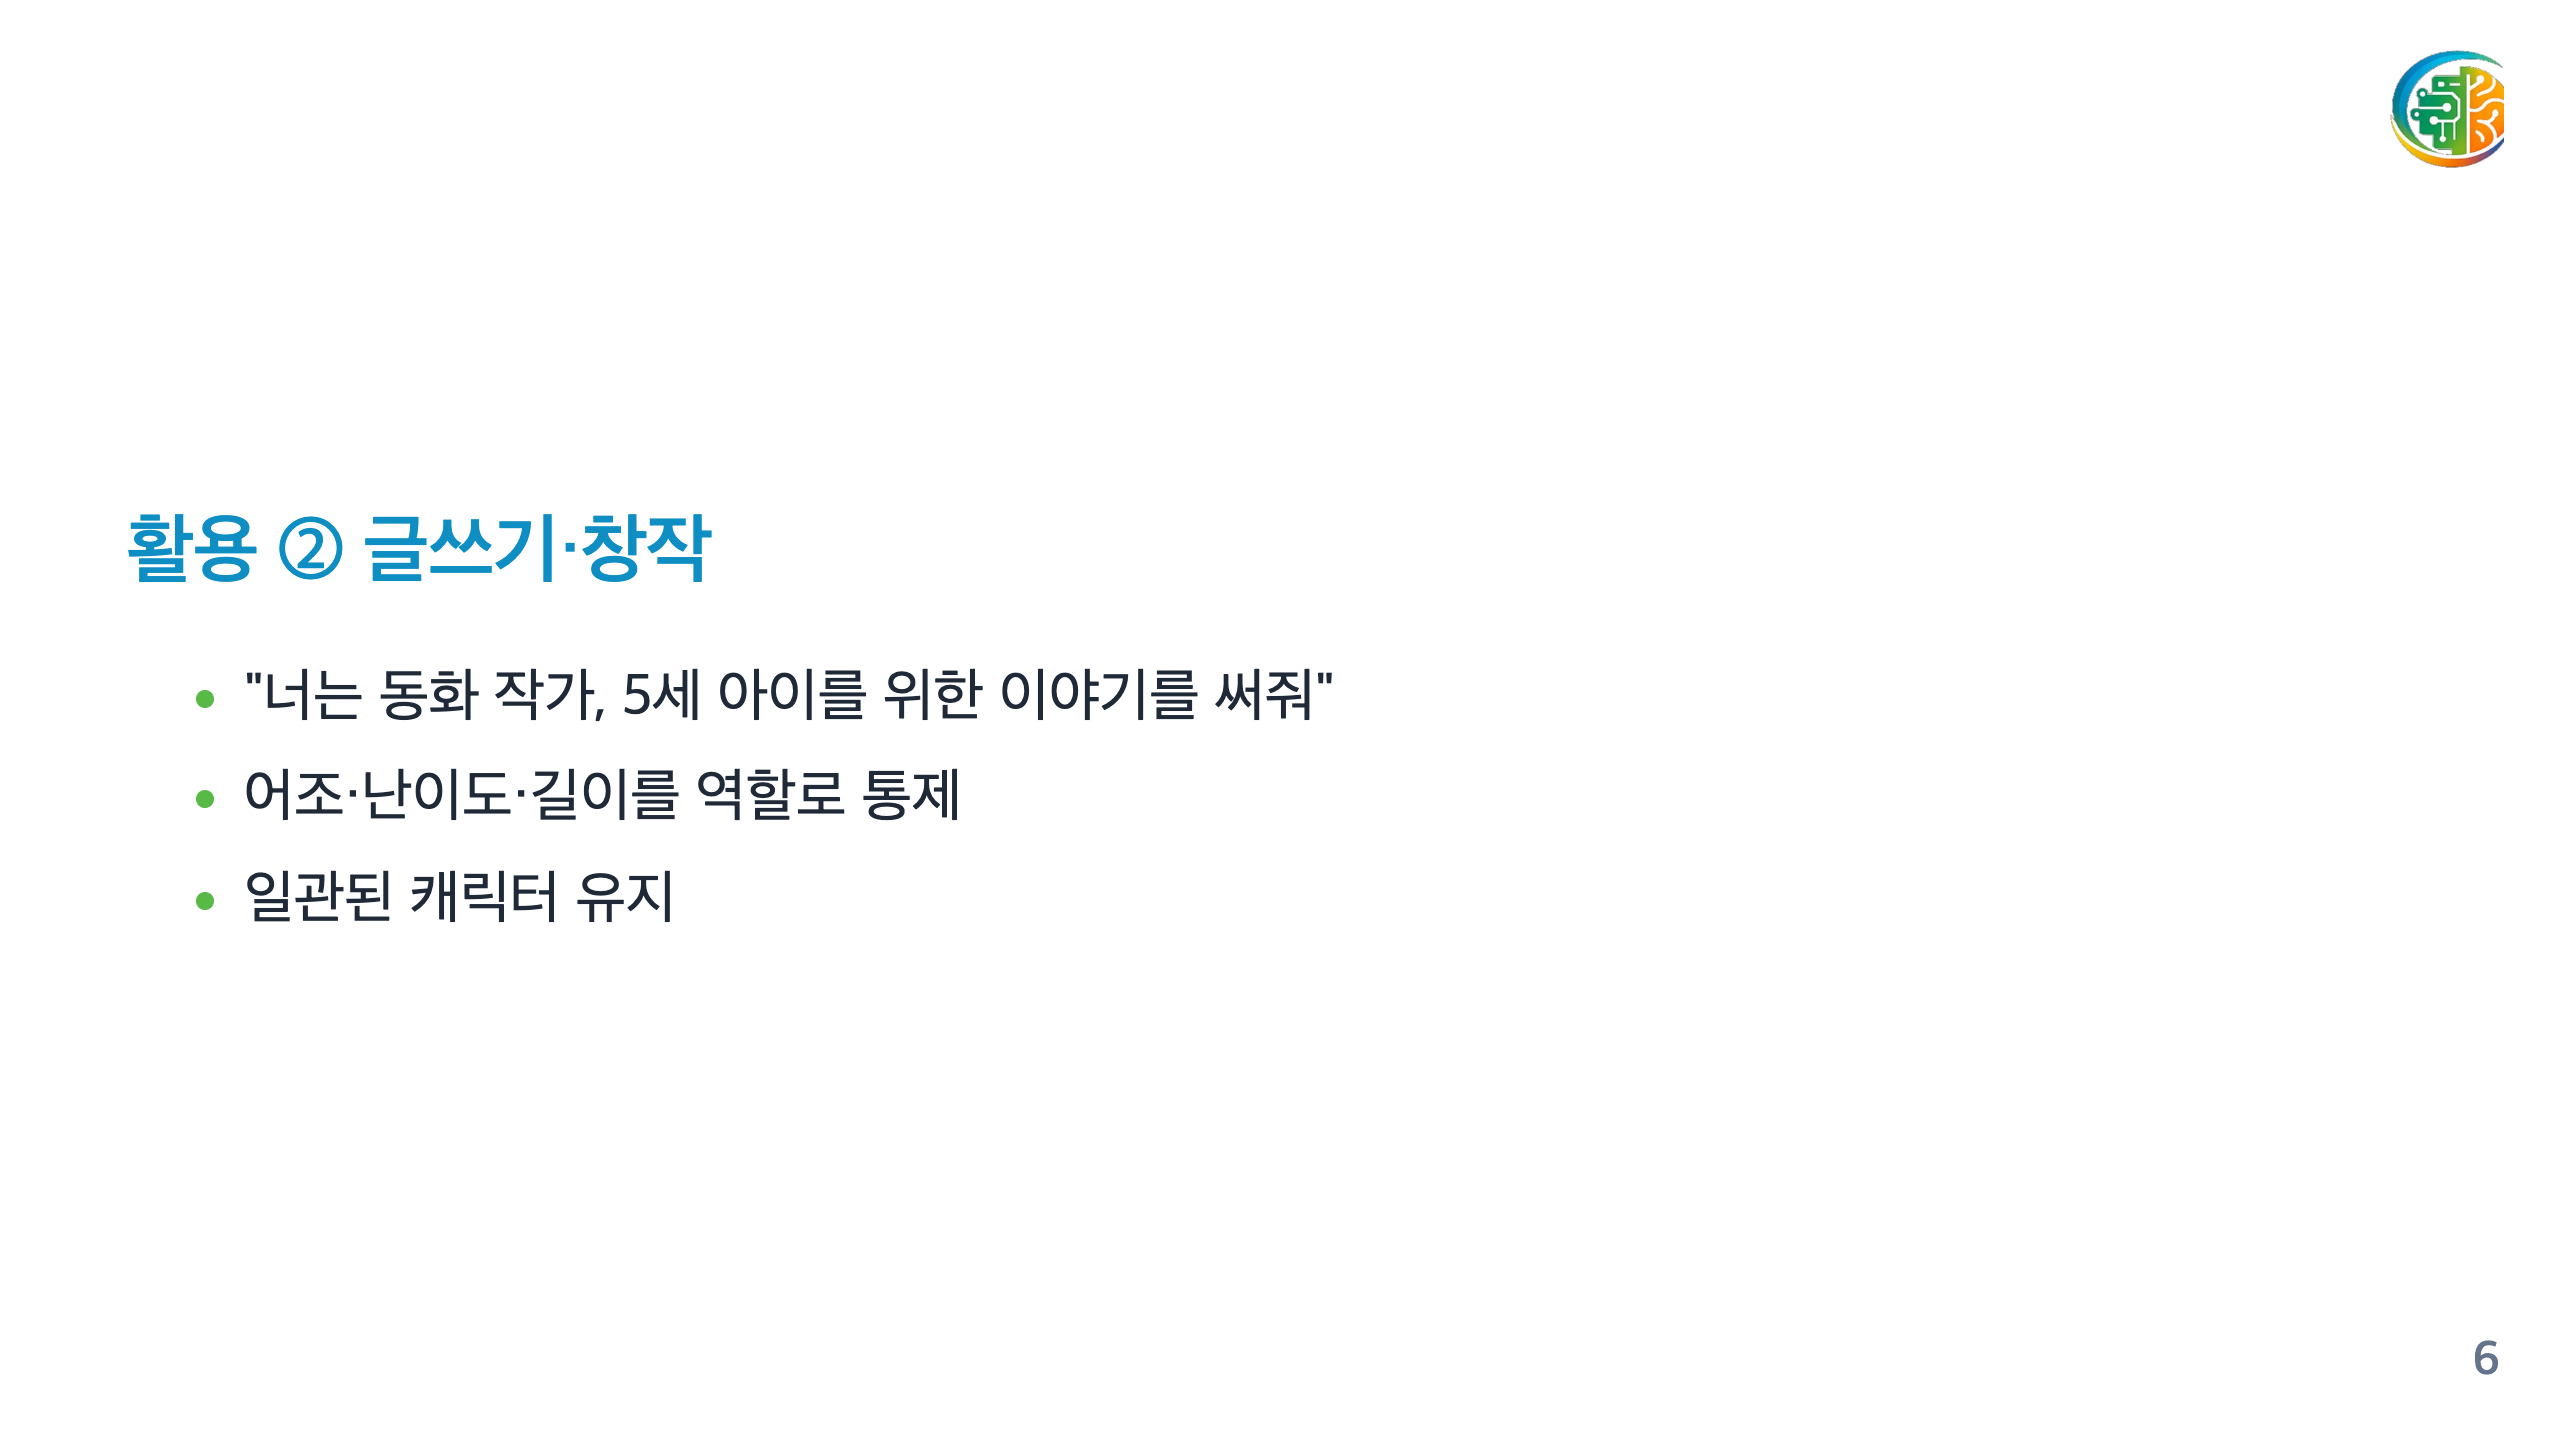 활용 ② 글쓰기·창작
"너는 동화 작가, 5세 아이를 위한 이야기를 써줘"
어조·난이도·길이를 역할로 통제
일관된 캐릭터 유지
6